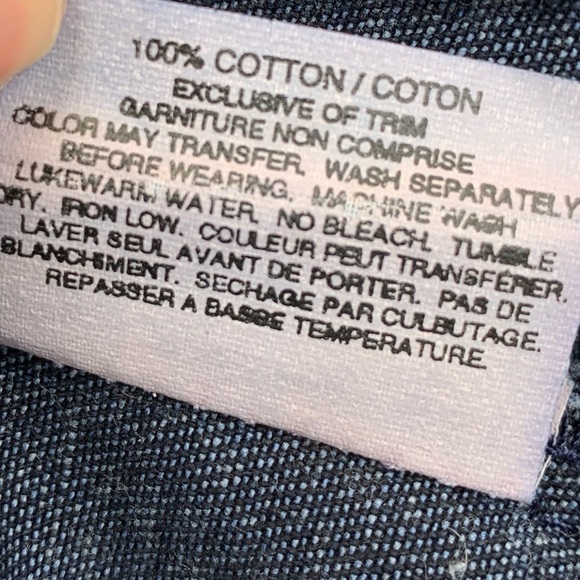 100% COTTON / COTON
EXCLUSIVE OF TRIM
GARNITURE NON COMPRISE
COLOR MAY TRANSFER. WASH SEPARATELY
BEFORE WEARING. MACHINE WASH
LUKEWARM WATER. NO BLEACH. TUMBLE
DRY. IRON LOW. COULEUR PEUT TRANSFÉRER.
LAVER SEUL AVANT DE PORTER. PAS DE
BLANCHIMENT. SECHAGE PAR CULBUTAGE.
REPASSER A BASSE TEMPERATURE.